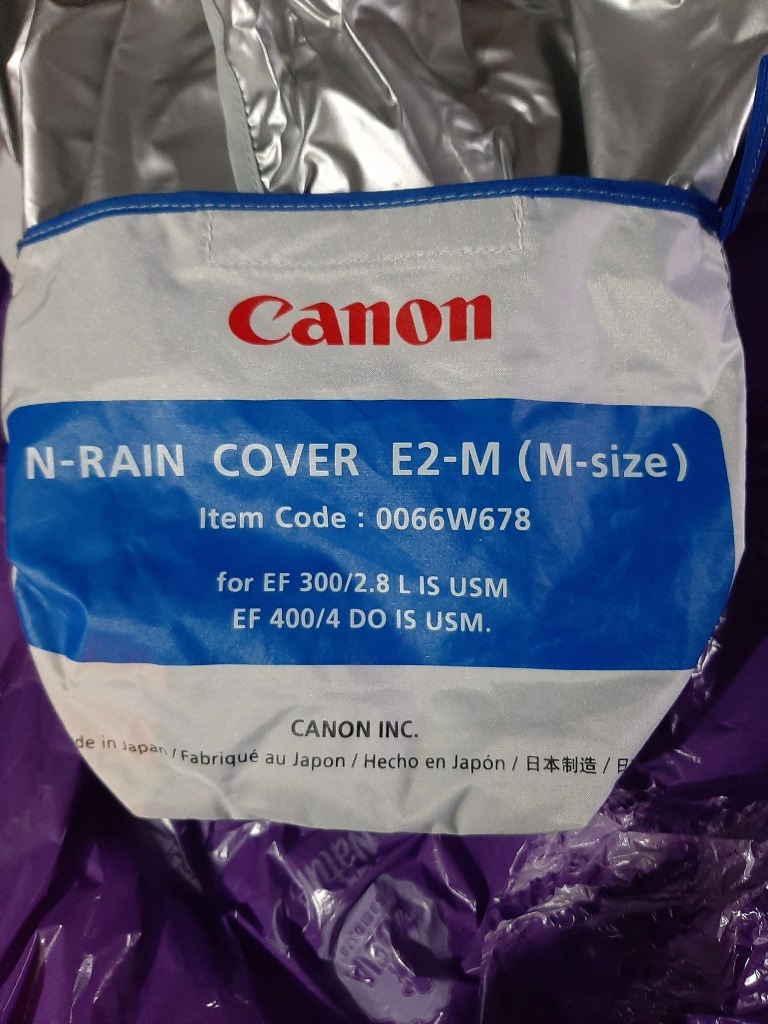 Canon
N-RAIN COVER E2-M (M-size)
Item Code : 0066W678
for EF 300/2.8 L IS USM
EF 400/4 DO IS USM.
CANON INC.
de in Japan / Fabriqué au Japon / Hecho en Japón / 日本制造 / 日